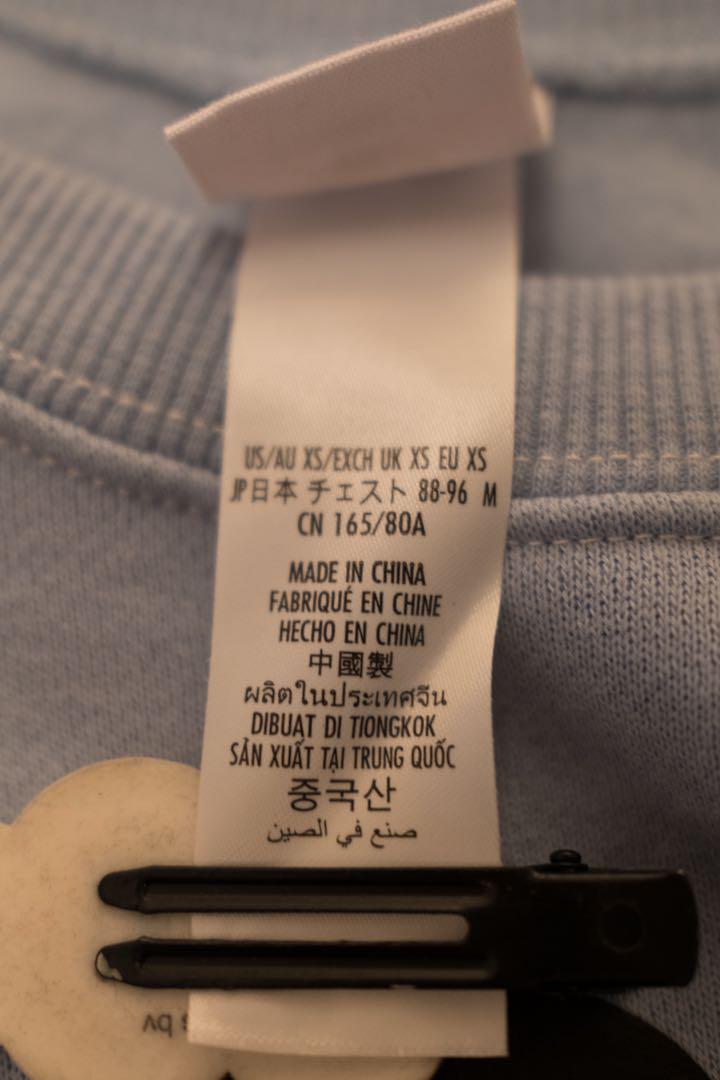 US/AU XS/EXCH UK XS EU XS
JP日本 チェスト 88-96 M
CN 165/80A
MADE IN CHINA
FABRIQUÉ EN CHINE
HECHO EN CHINA
中國製
ผลิตในประเทศจีน
DIBUAT DI TIONGKOK
SẢN XUẤT TẠI TRUNG QUỐC
중국산
صنع في الصين